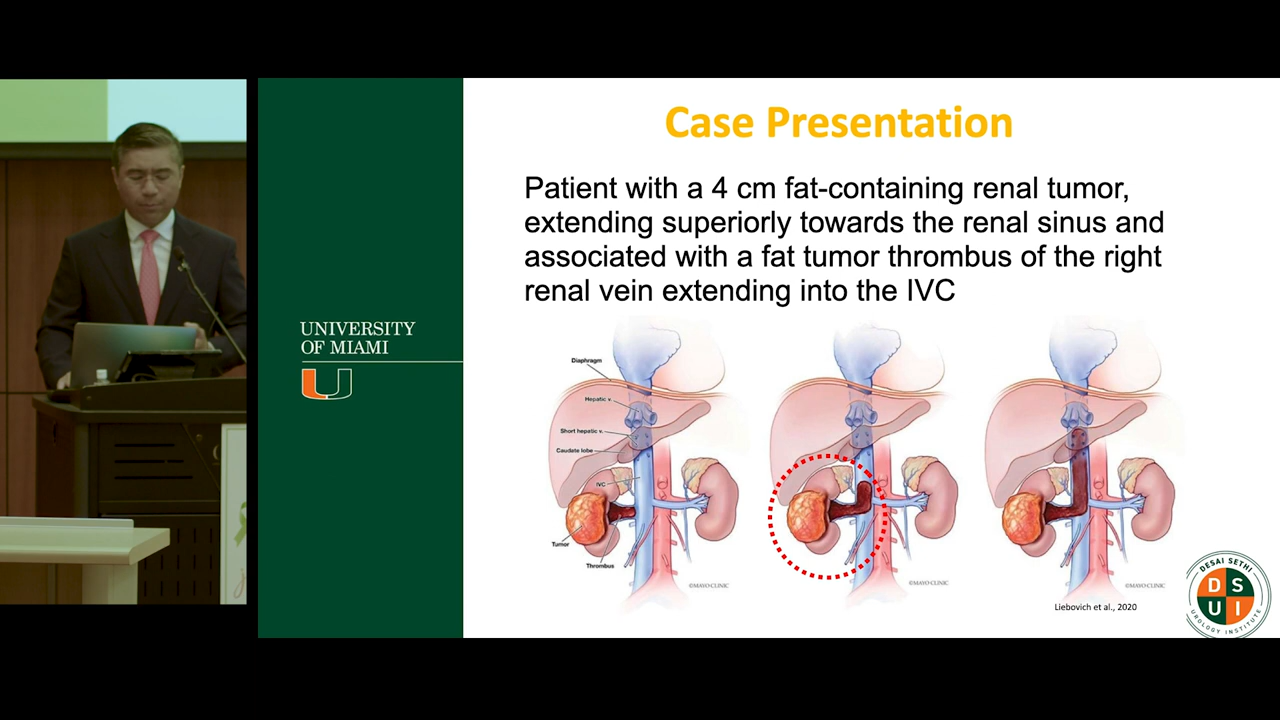 Case Presentation
Patient with a 4 cm fat-containing renal tumor,
extending superiorly towards the renal sinus and
associated with a fat tumor thrombus of the right
renal vein extending into the IVC
UNIVERSITY
OF MIAMI
Diaphragm
Hepatic v.
Short hepatic v.
Caudate lobe
IVC
Tumor
Thrombus
©MAYO CLINIC
©MAYO CLINIC
©MAYO CLINIC
Liebovich et al., 2020
DESAI SETHI
DS
UI
UROLOGY INSTITUTE